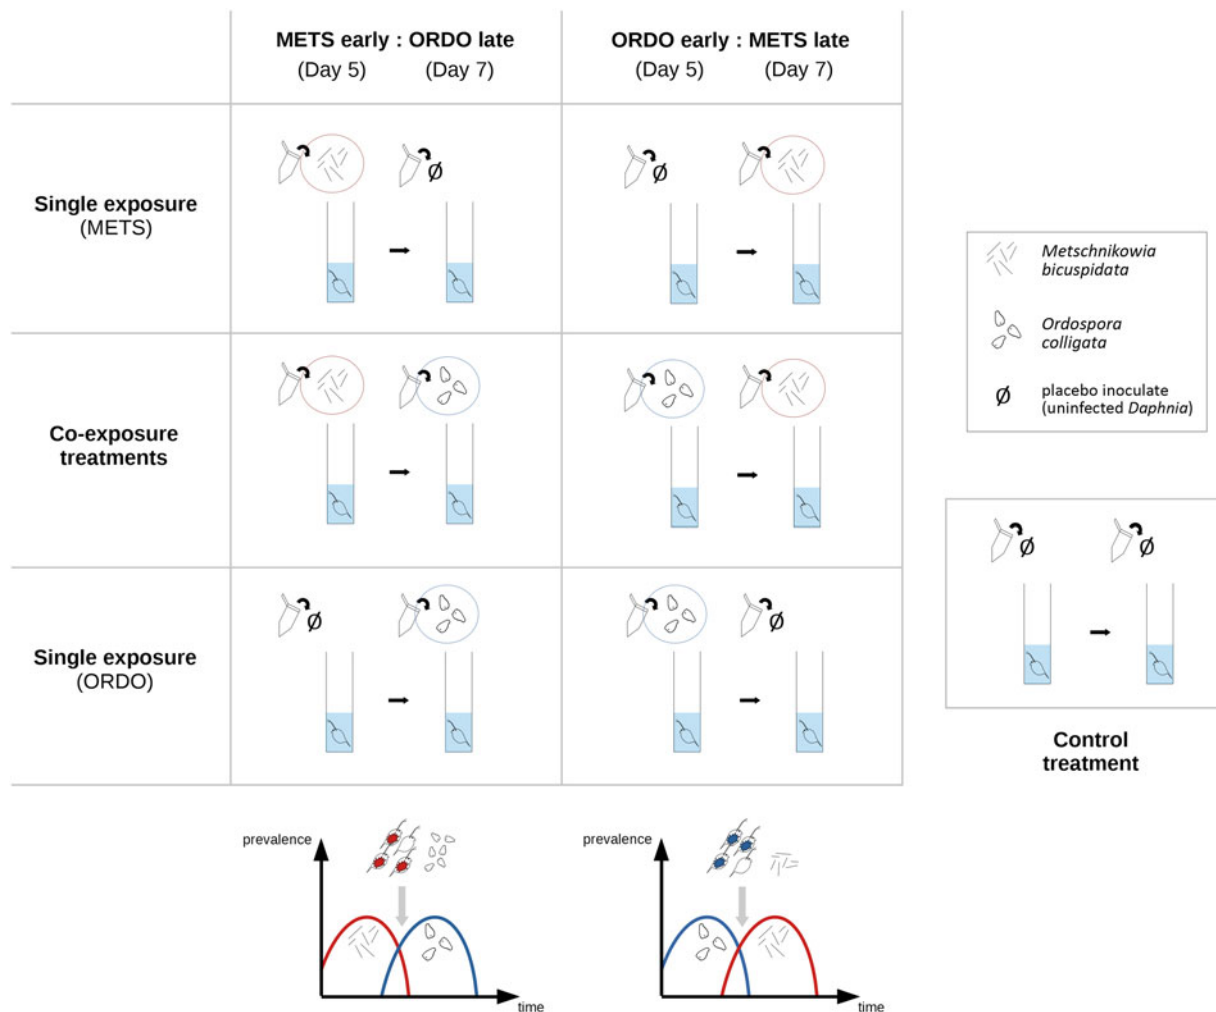 METS early : ORDO late
(Day 5) (Day 7)
ORDO early : METS late
(Day 5) (Day 7)
Single exposure
(METS)
Ø
Ø
Co-exposure
treatments
Single exposure
(ORDO)
Ø
Ø
Metschnikowia
bicuspidata
Ordospora
colligata
Ø placebo inoculate
(uninfected Daphnia)
Ø
Ø
Control
treatment
prevalence
time
prevalence
time